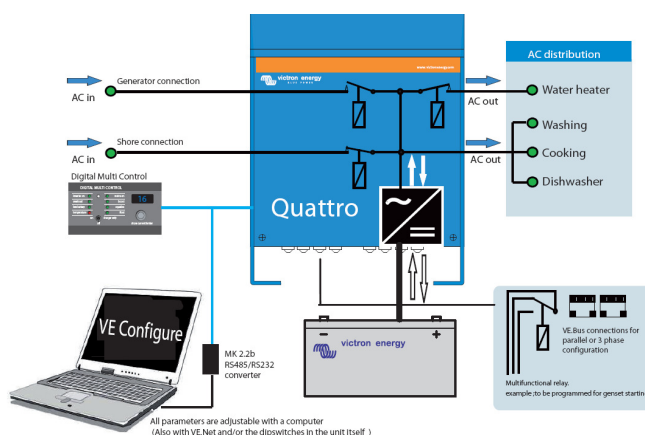 victron energy
BLUE POWER
www.victronenergy.com
AC distribution
Generator connection
AC in
AC out
Water heater
Washing
Shore connection
AC in
AC out
Cooking
Dishwasher
Digital Multi Control
DIGITAL MULTI CONTROL
16
Quattro
VE Configure
MK 2.2b
RS485/RS232
converter
− +
victron energy
VE.Bus connections for
parallel or 3 phase
configuration
Multifunctional relay.
example ;to be programmed for genset starting
All parameters are adjustable with a computer
(Also with VE.Net and/or the dipswitches in the unit itself )